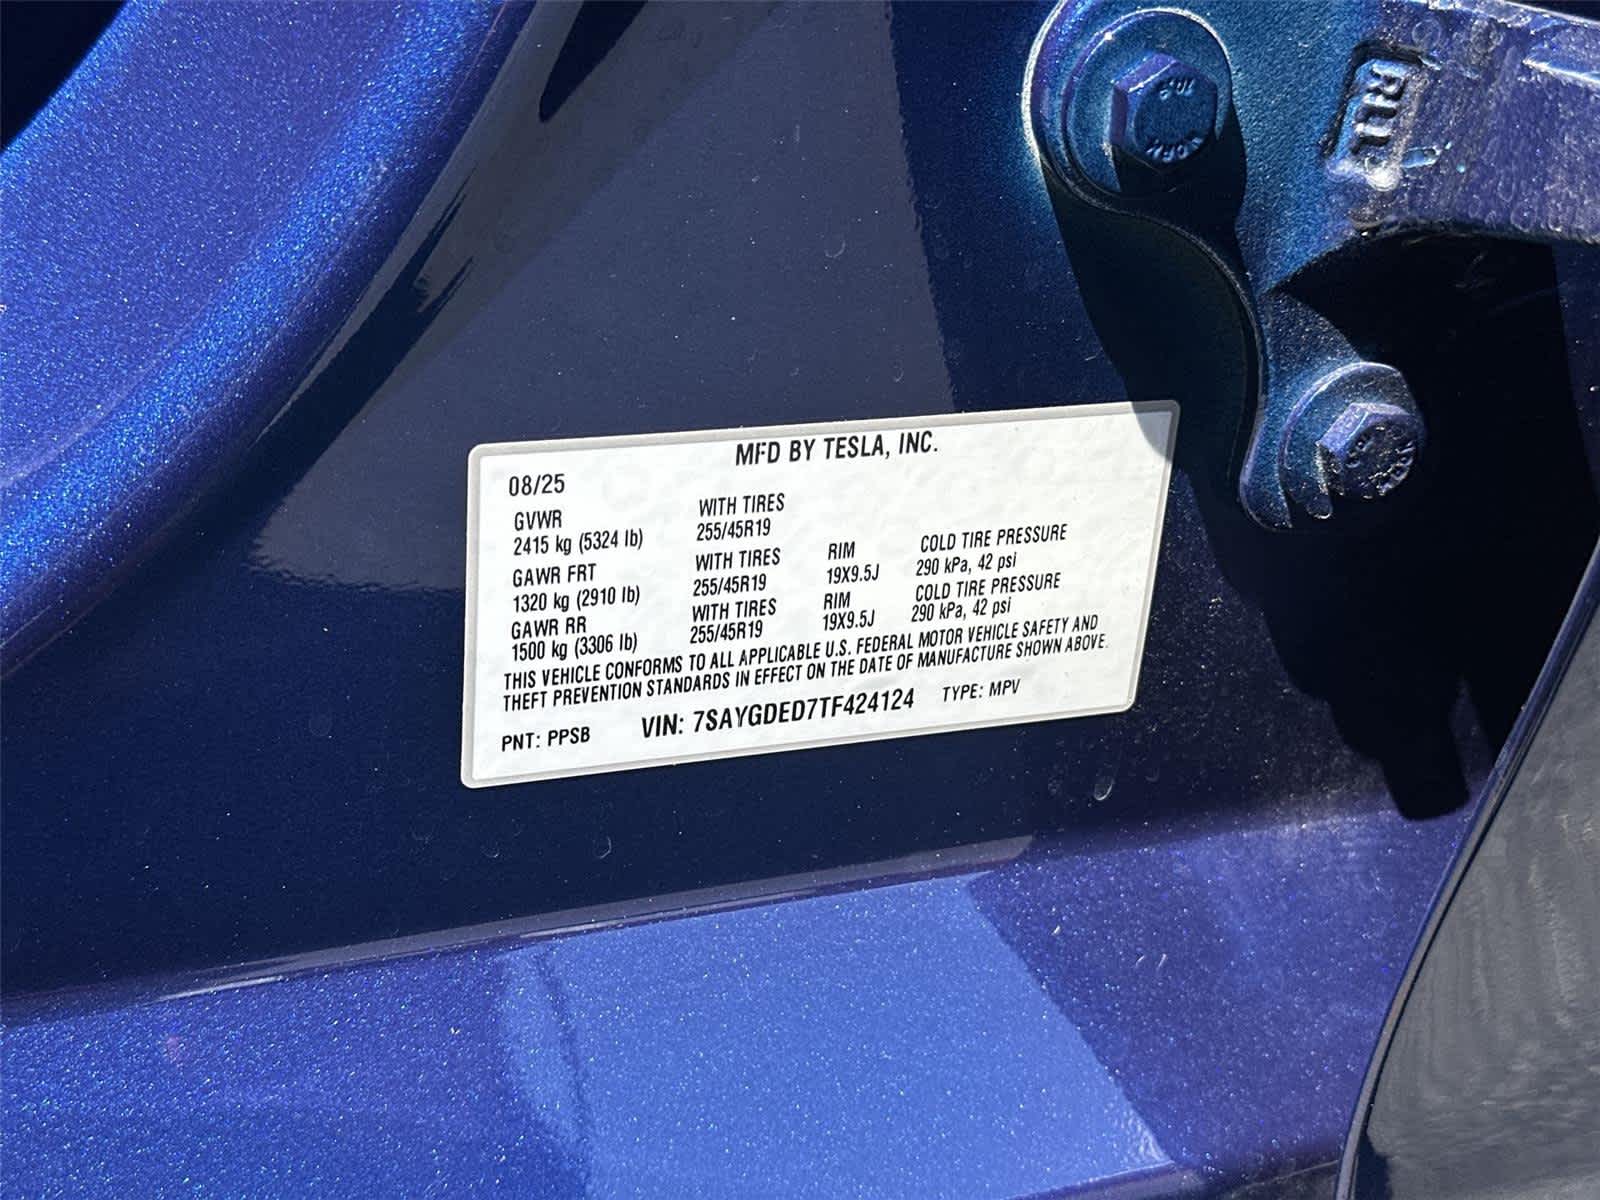 MFD BY TESLA, INC.
08/25
GVWR WITH TIRES
2415 kg (5324 lb) 255/45R19
GAWR FRT WITH TIRES RIM COLD TIRE PRESSURE
1320 kg (2910 lb) 255/45R19 19X9.5J 290 kPa, 42 psi
GAWR RR WITH TIRES RIM COLD TIRE PRESSURE
1500 kg (3306 lb) 255/45R19 19X9.5J 290 kPa, 42 psi
THIS VEHICLE CONFORMS TO ALL APPLICABLE U.S. FEDERAL MOTOR VEHICLE SAFETY AND
THEFT PREVENTION STANDARDS IN EFFECT ON THE DATE OF MANUFACTURE SHOWN ABOVE.
PNT: PPSB VIN: 7SAYGDED7TF424124 TYPE: MPV